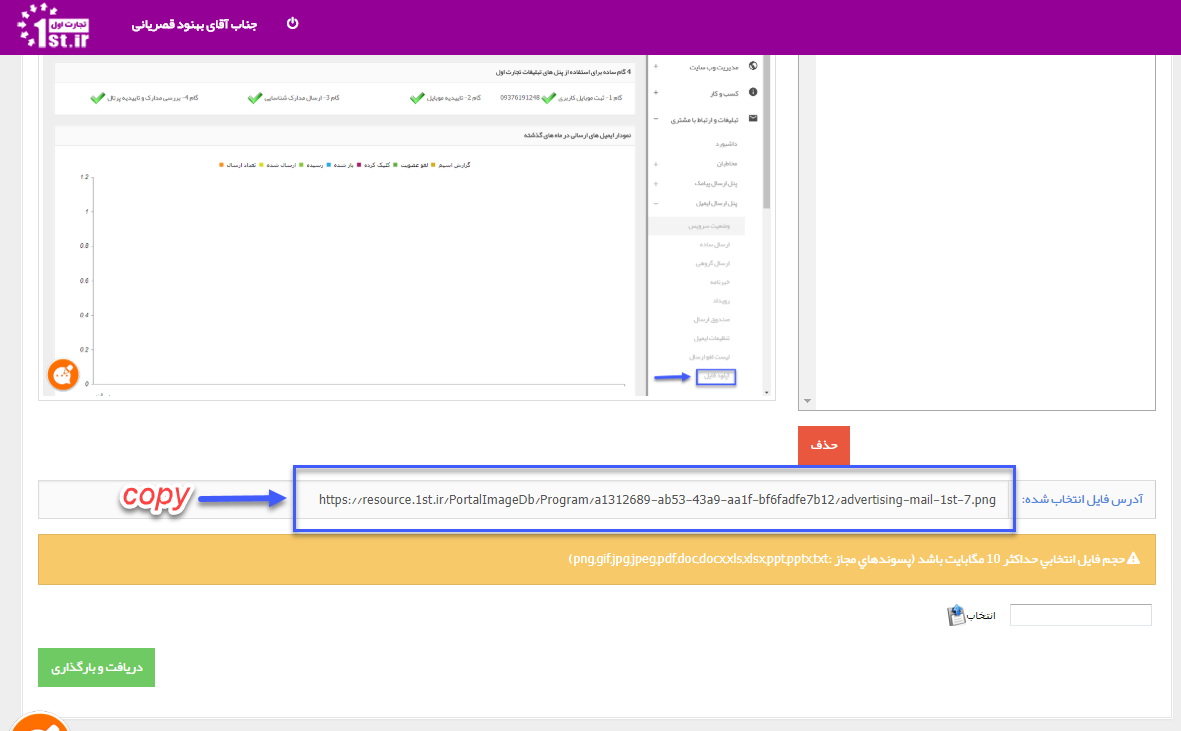 تجارت اول
1st.ir
جناب آقای بهنود قصریانی
مدیریت وب سایت +
کسب و کار +
تبلیغات و ارتباط با مشتری −
داشبورد
مخاطبان +
پنل ارسال پیامک +
پنل ارسال ایمیل −
وضعیت سرویس
ارسال ساده
ارسال گروهی
خبرنامه
رویداد
صندوق ارسال
تنظیمات ایمیل
لیست لغو ارسال
آپلود فایل
4 گام ساده برای استفاده از پنل های تبلیغات تجارت اول
گام 1- ثبت موبایل کاربری 09376191248 گام 2- تاییدیه موبایل گام 3- ارسال مدارک شناسایی گام 4- بررسی مدارک و تاییدیه پرتال
نمودار ایمیل های ارسالی در ماه های گذشته
گزارش اسپم لغو عضویت کلیک کرده باز شده رسیده ارسال شده تعداد ارسال
1.2
1
0.8
0.6
0.4
0.2
0
حذف
آدرس فایل انتخاب شده: https://resource.1st.ir/PortalImageDb/Program/a1312689-ab53-43a9-aa1f-bf6fadfe7b12/advertising-mail-1st-7.png
copy
حجم فايل انتخابي حداکثر 10 مگابايت باشد (پسوندهاي مجاز :png,gif,jpg,jpeg,pdf,doc,docx,xls,xlsx,ppt,pptx,txt)
انتخاب
دریافت و بارگذاری